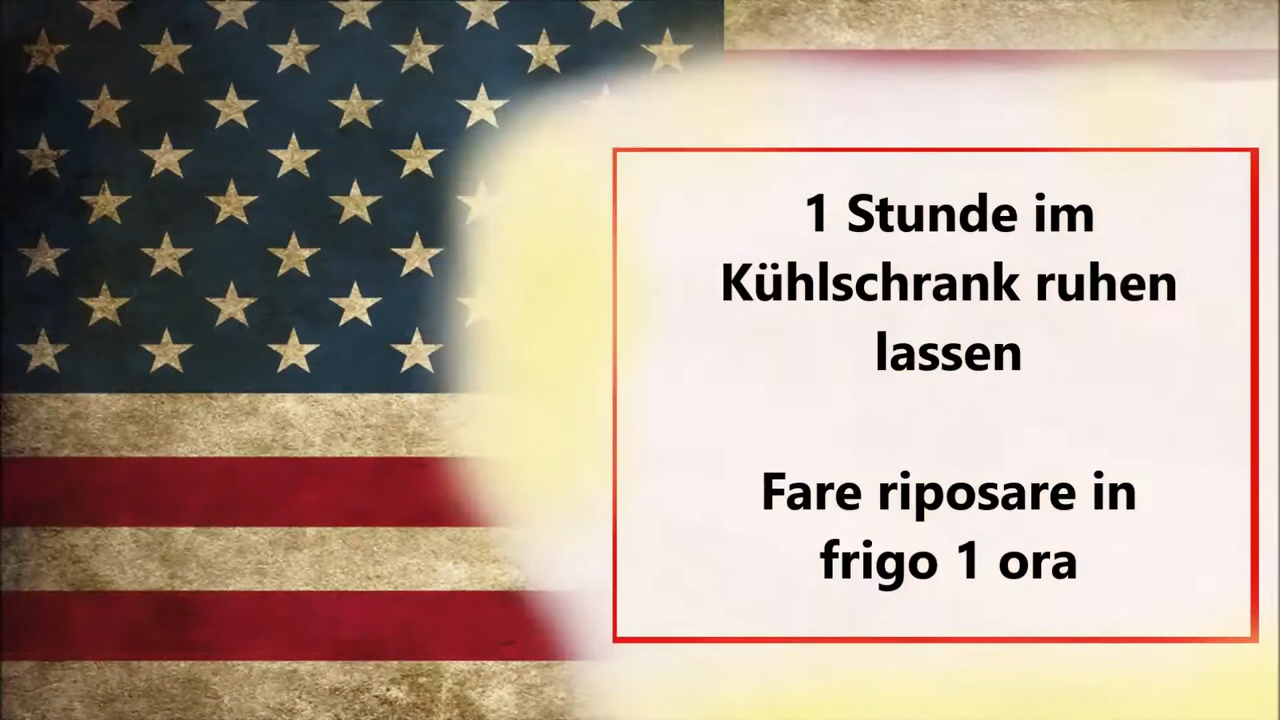 1 Stunde im
Kühlschrank ruhen
lassen
Fare riposare in
frigo 1 ora